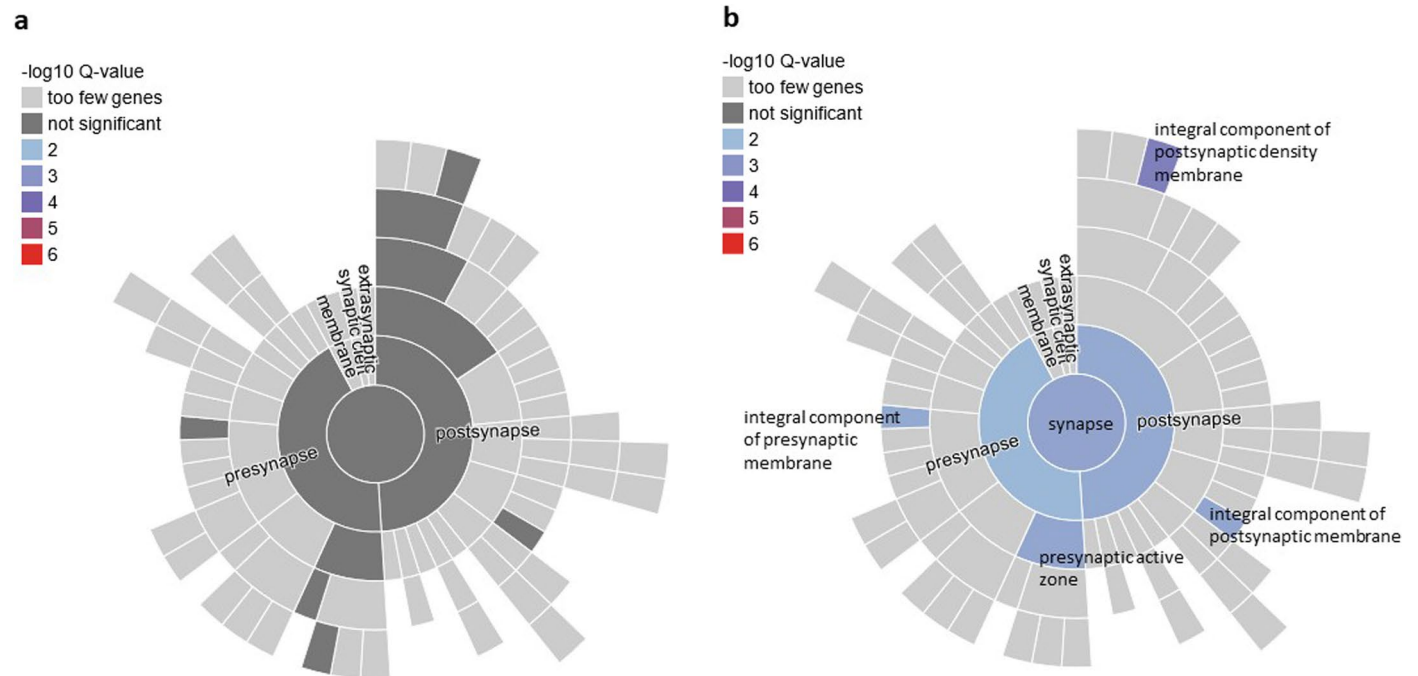 a
-log10 Q-value
too few genes
not significant
2
3
4
5
6
extrasynaptic
synaptic cleft
membrane
postsynapse
presynapse
b
-log10 Q-value
too few genes
not significant
2
3
4
5
6
integral component of
postsynaptic density
membrane
extrasynaptic
synaptic cleft
membrane
integral component
of presynaptic
membrane
synapse
postsynapse
presynapse
integral component of
postsynaptic membrane
presynaptic active
zone